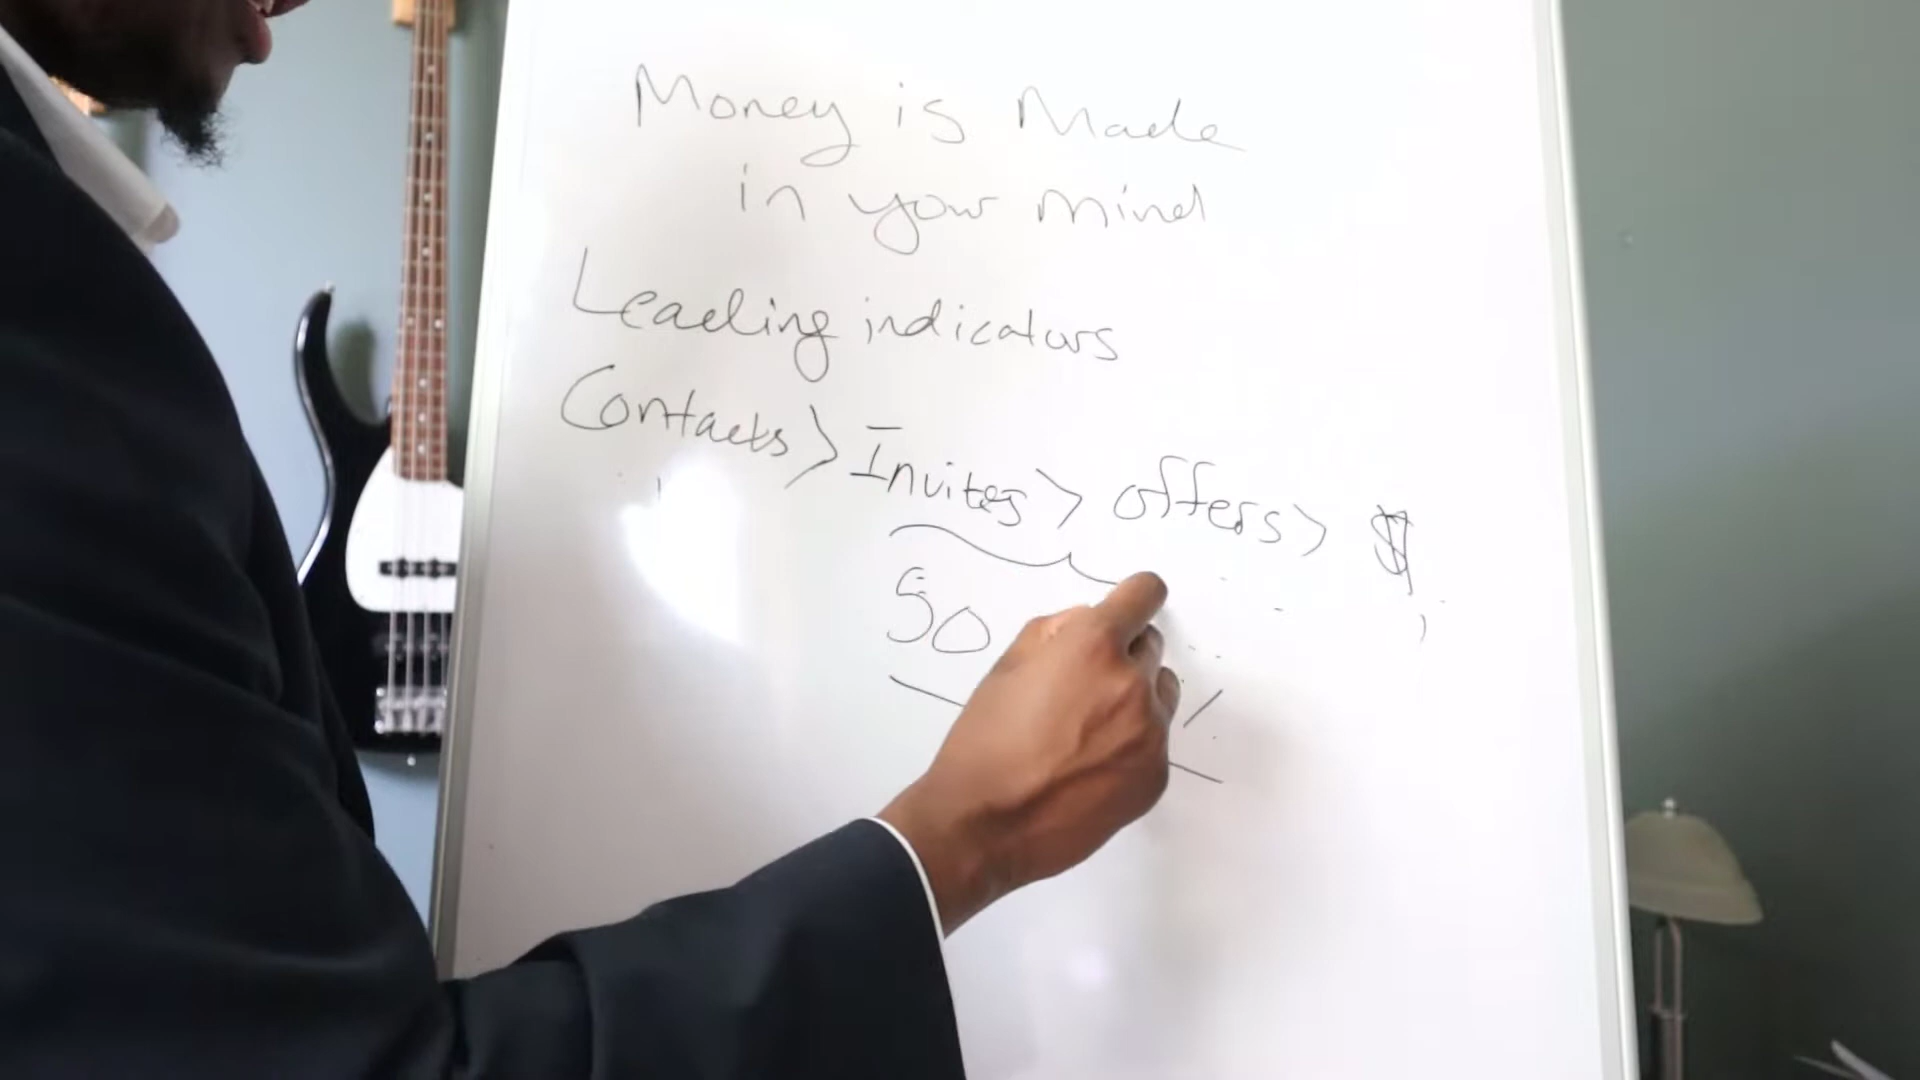 Money is Made
in your mind
Leading indicators
Contacts > Invites > offers > $
50